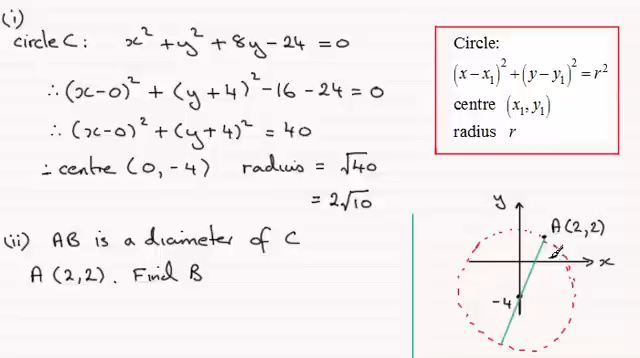 (i)
circle C: x² + y² + 8y - 24 = 0
∴ (x-0)² + (y+4)² - 16 - 24 = 0
∴ (x-0)² + (y+4)² = 40
∴ centre (0, -4) radius = √40
= 2√10
(ii) AB is a diameter of C
A (2,2). Find B
Circle:
(x-x₁)² + (y-y₁)² = r²
centre (x₁, y₁)
radius r
y
A (2,2)
x
-4